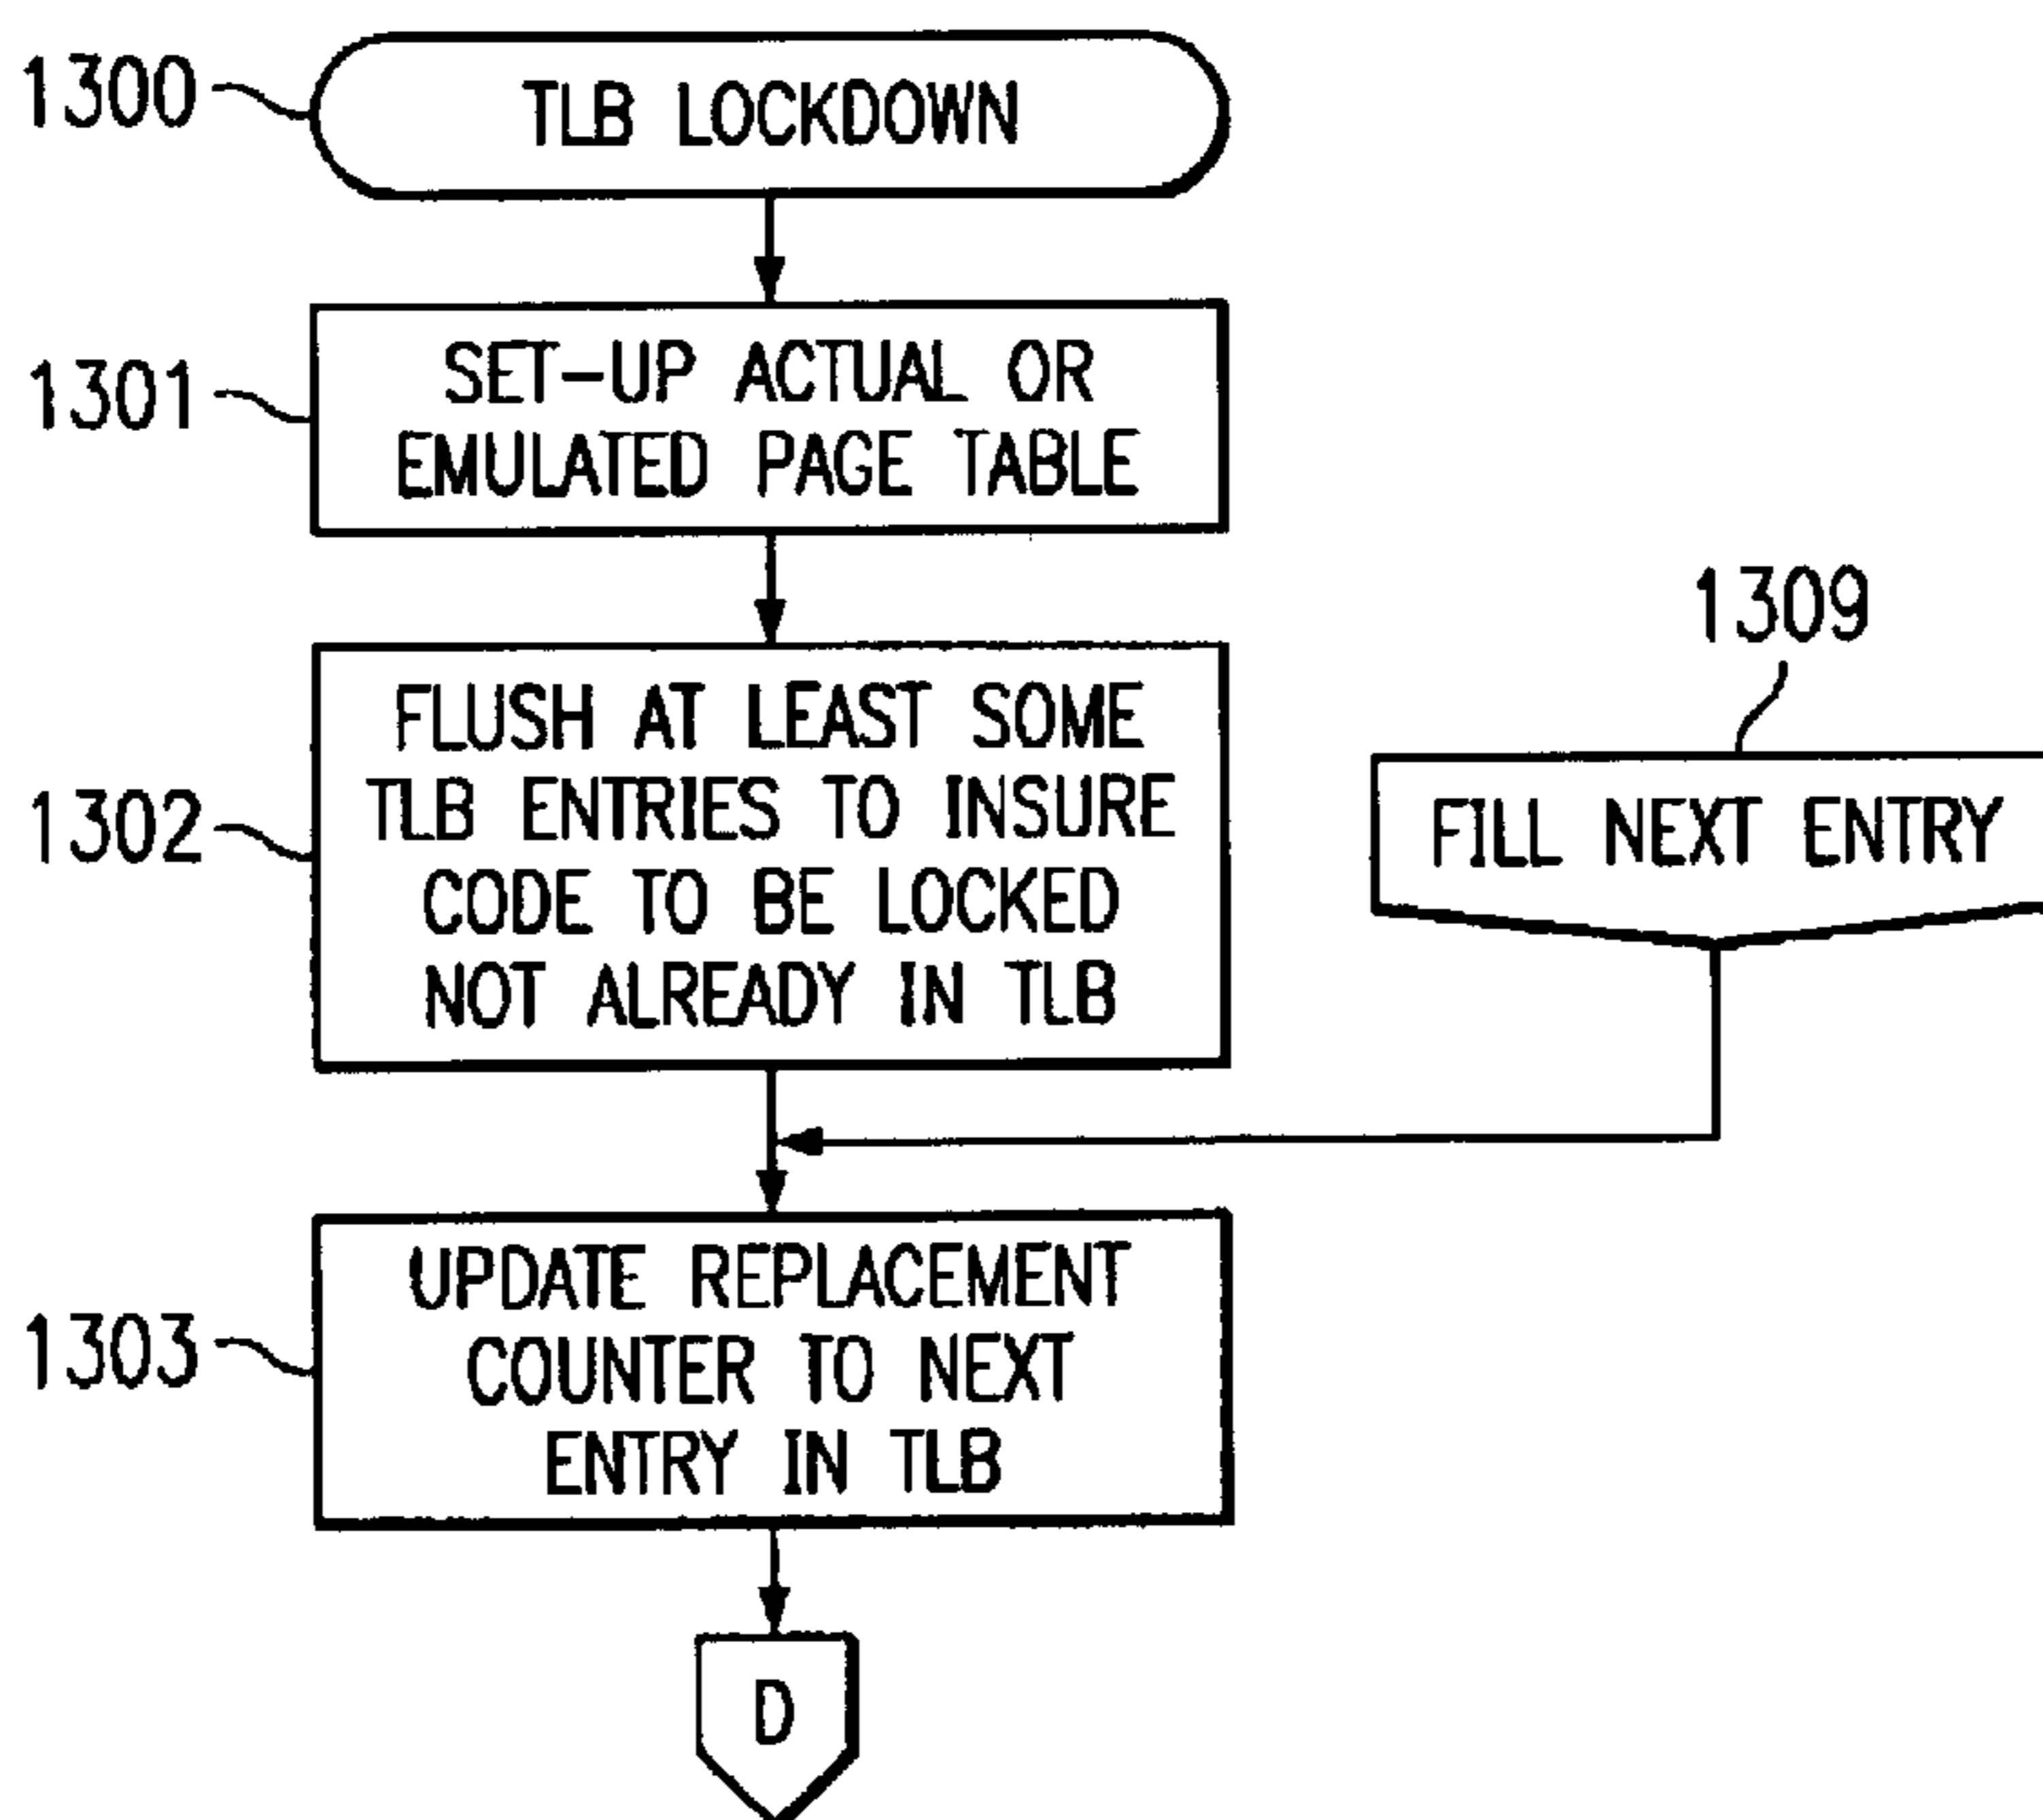 1300
TLB LOCKDOWN
1301
SET-UP ACTUAL OR
EMULATED PAGE TABLE
1302
FLUSH AT LEAST SOME
TLB ENTRIES TO INSURE
CODE TO BE LOCKED
NOT ALREADY IN TLB
1309
FILL NEXT ENTRY
1303
UPDATE REPLACEMENT
COUNTER TO NEXT
ENTRY IN TLB
D